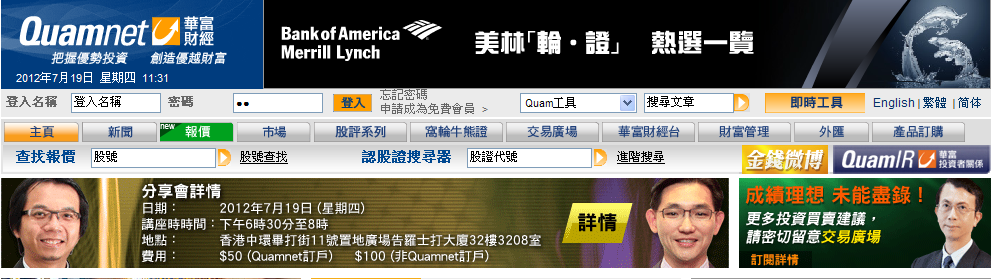 Quamnet 華富財經
把握優勢投資 創造優越財富
2012年7月19日 星期四 11:31
Bank of America
Merrill Lynch
美林「輪‧證」 熱選一覽
登入名稱 登入名稱 密碼 ●● 登入 忘記密碼
申請成為免費會員 >
Quam工具 搜尋文章 即時工具 English | 繁體 | 简体
主頁 新聞 new 報價 市場 股評系列 窩輪牛熊證 交易廣場 華富財經台 財富管理 外匯 產品訂購
查找報價 股號 股號查找 認股證搜尋器 股證代號 進階搜尋 金錢微博 QuamIR 華富投資者關係
分享會詳情
日期: 2012年7月19日 (星期四)
講座時時間:下午6時30分至8時
地點: 香港中環畢打街11號置地廣場告羅士打大廈32樓3208室
費用: $50 (Quamnet訂戶) $100 (非Quamnet訂戶)
詳情
成績理想 未能盡錄!
更多投資買賣建議,
請密切留意交易廣場
訂閱詳情